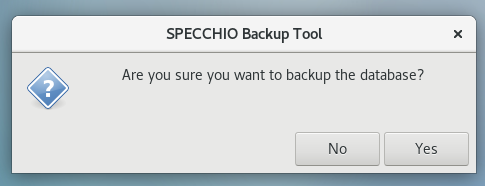 SPECCHIO Backup Tool
Are you sure you want to backup the database?
No
Yes